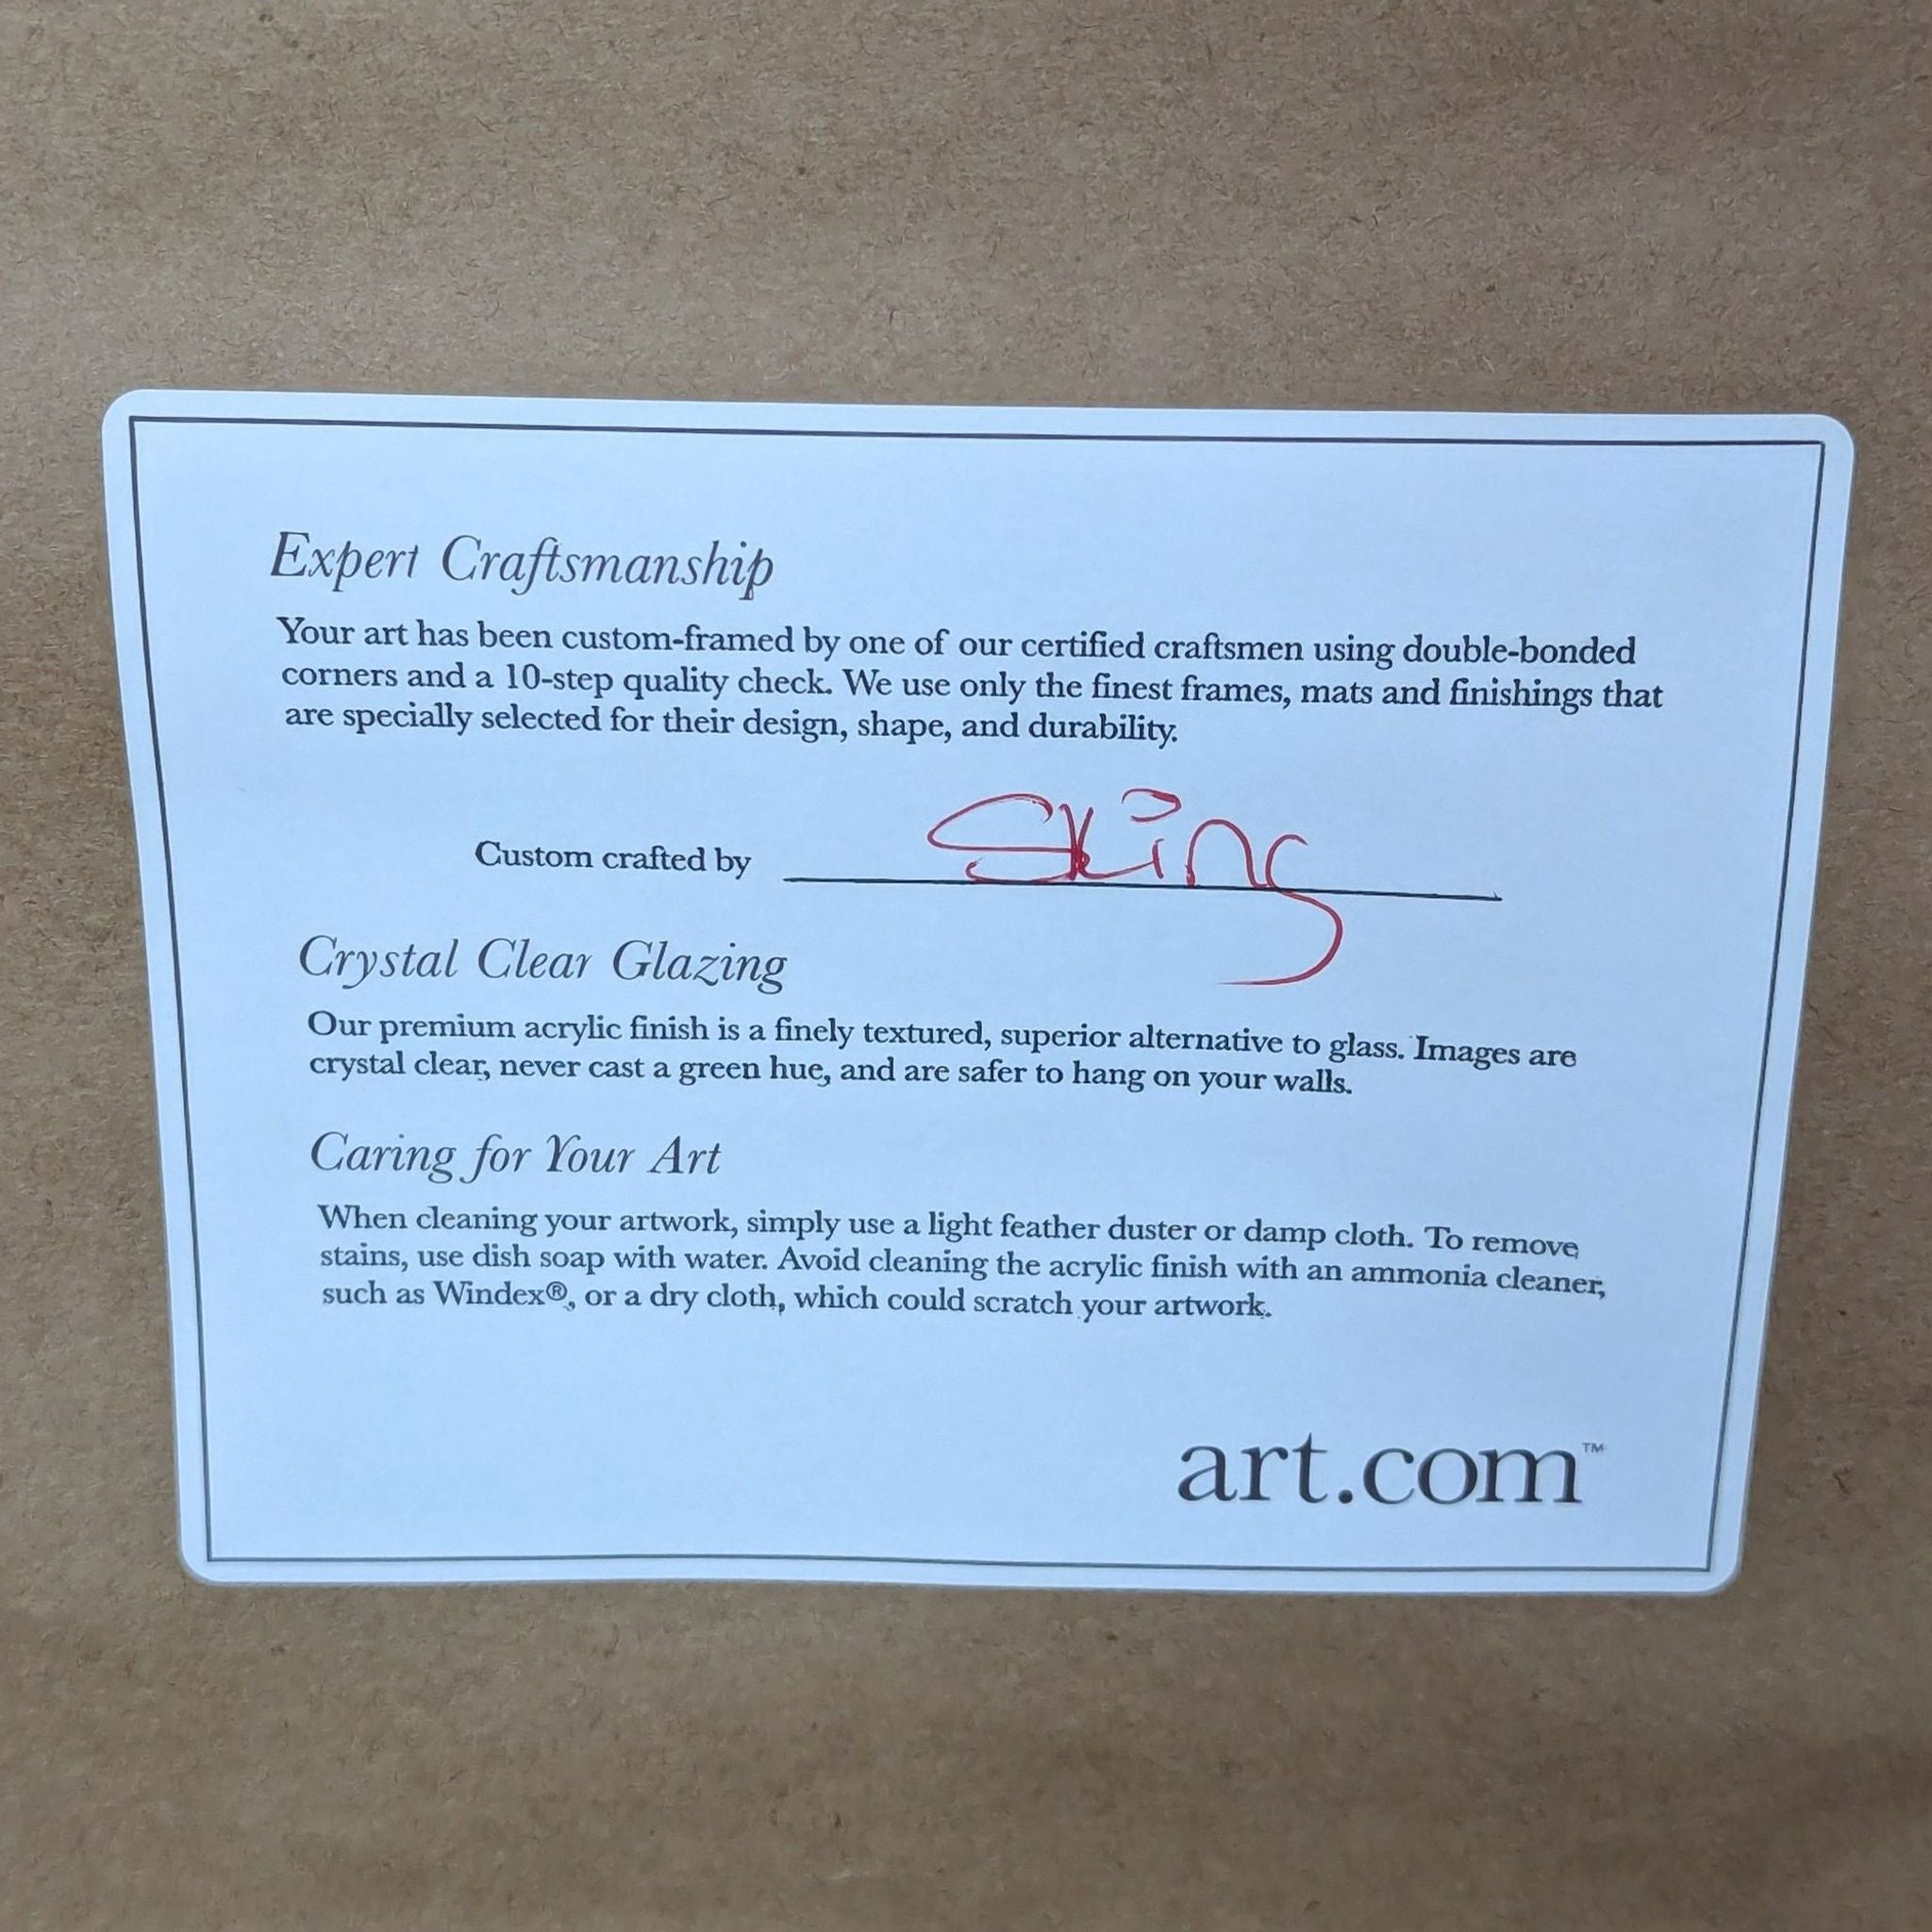 Expert Craftsmanship
Your art has been custom-framed by one of our certified craftsmen using double-bonded
corners and a 10-step quality check. We use only the finest frames, mats and finishings that
are specially selected for their design, shape, and durability.
Custom crafted by SKing
Crystal Clear Glazing
Our premium acrylic finish is a finely textured, superior alternative to glass. Images are
crystal clear, never cast a green hue, and are safer to hang on your walls.
Caring for Your Art
When cleaning your artwork, simply use a light feather duster or damp cloth. To remove
stains, use dish soap with water. Avoid cleaning the acrylic finish with an ammonia cleaner,
such as Windex®, or a dry cloth, which could scratch your artwork.
art.com™